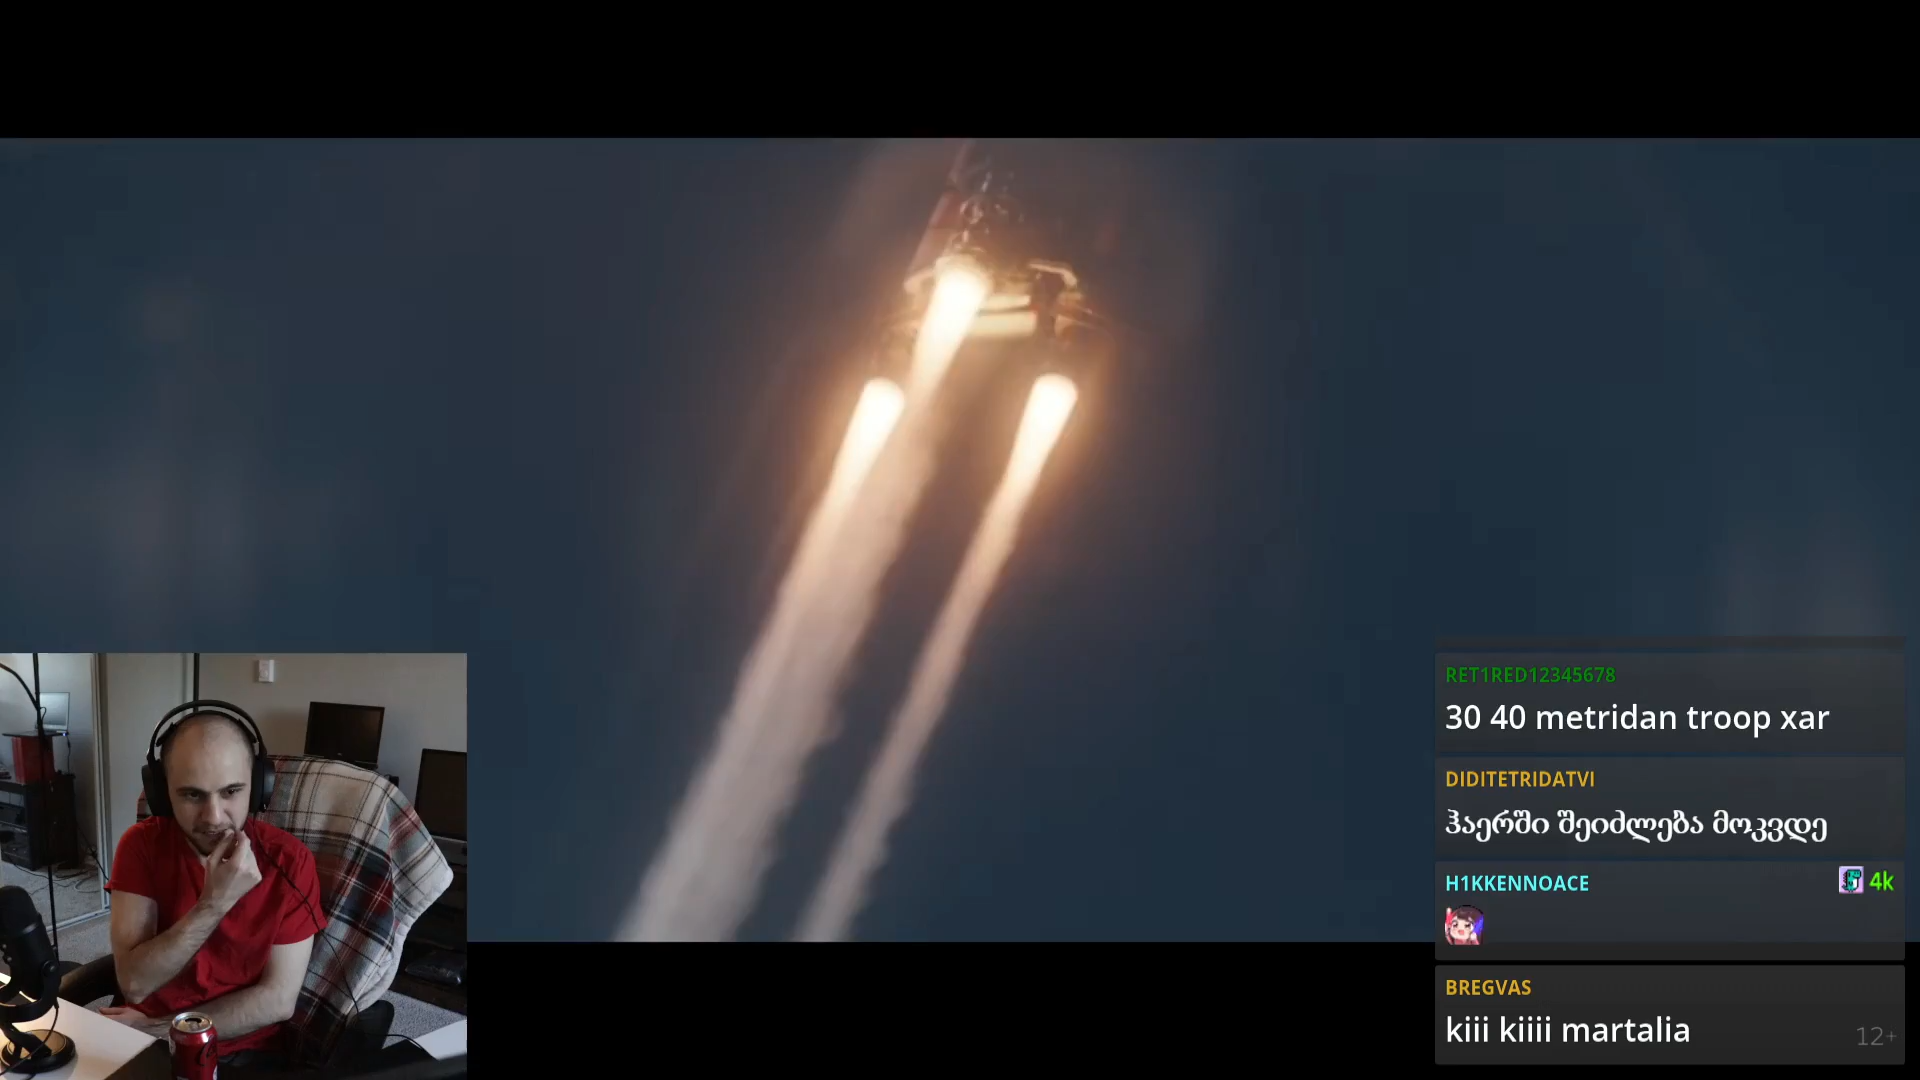 RET1RED12345678
30 40 metridan troop xar
DIDITETRIDATVI
ჰაერში შეიძლება მოკვდე
H1KKENNOACE
4k
BREGVAS
kiii kiiii martalia
12+